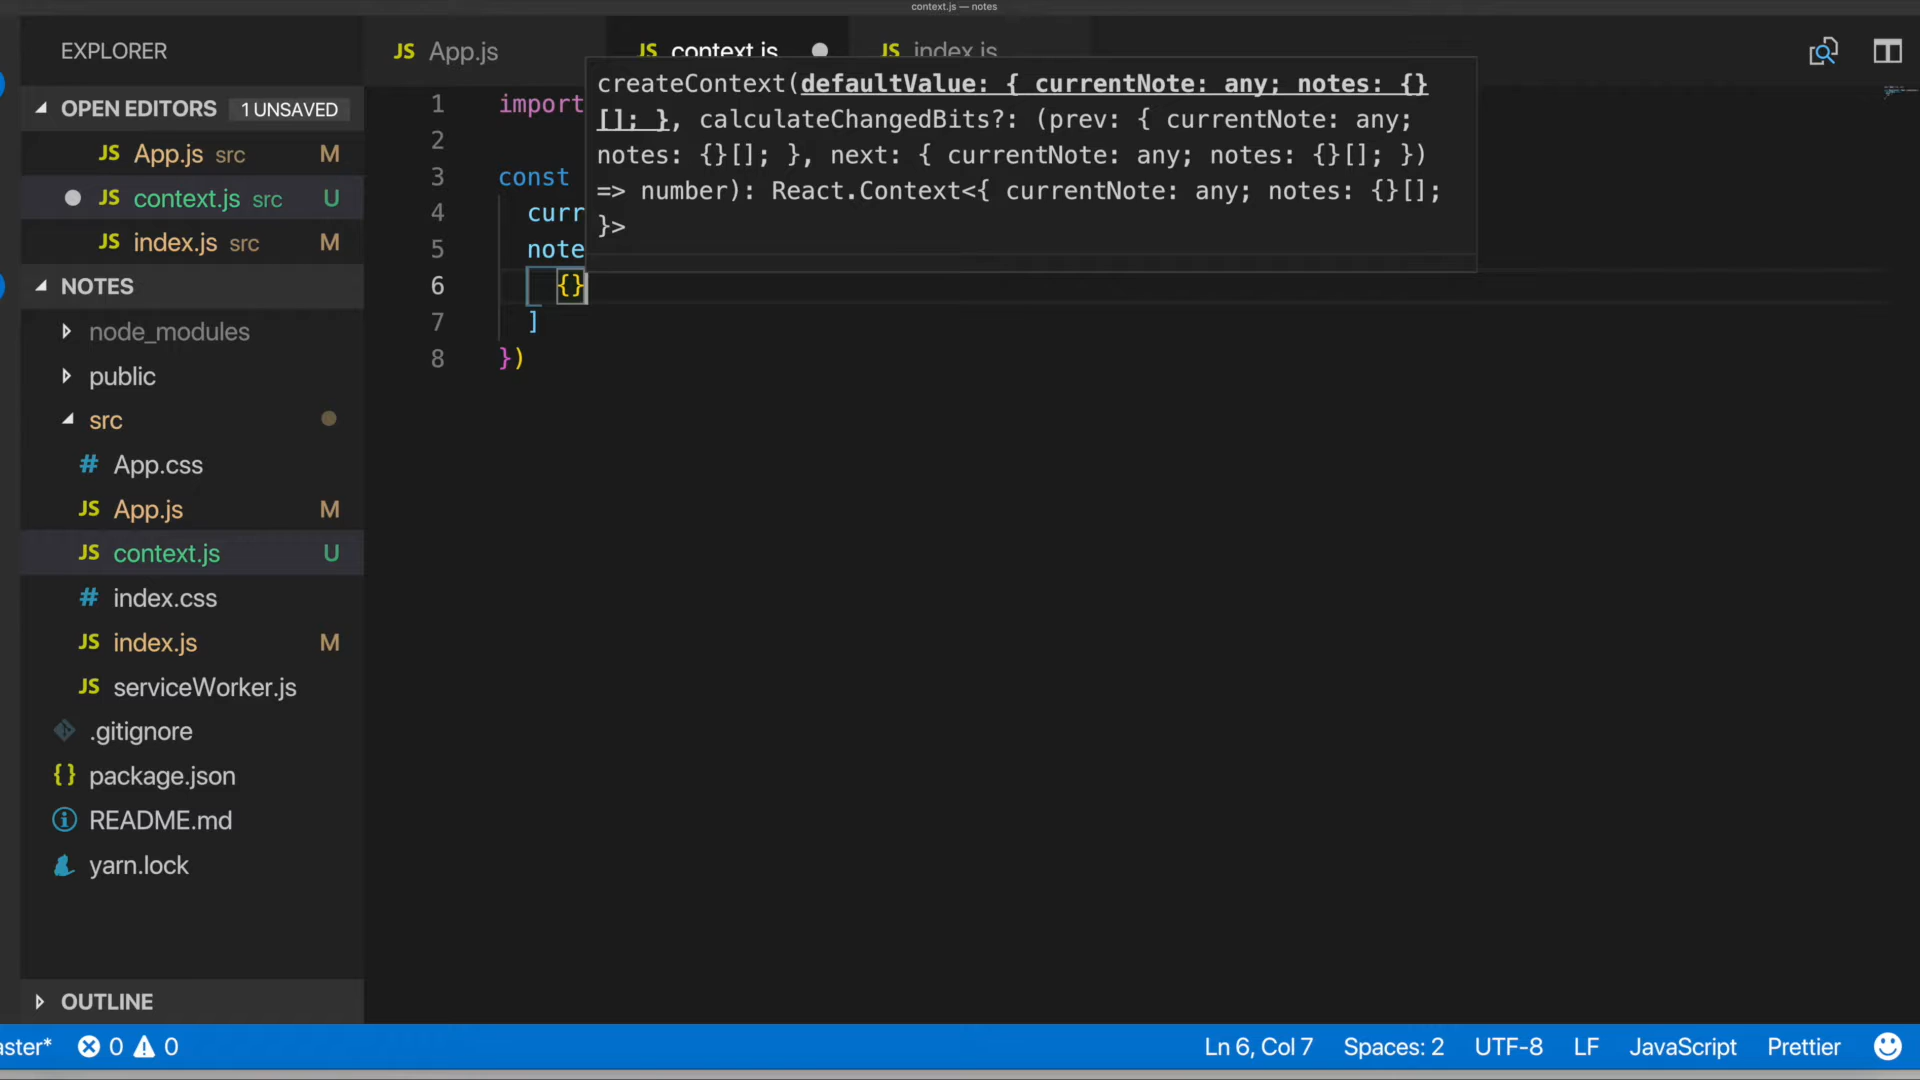 context.js — notes
EXPLORER
JS App.js
JS context.js
JS index.js
OPEN EDITORS 1 UNSAVED
JS App.js src M
JS context.js src U
JS index.js src M
NOTES
node_modules
public
src
# App.css
JS App.js M
JS context.js U
# index.css
JS index.js M
JS serviceWorker.js
.gitignore
{} package.json
README.md
yarn.lock
OUTLINE
createContext(defaultValue: { currentNote: any; notes: {}
[]; }, calculateChangedBits?: (prev: { currentNote: any;
notes: {}[]; }, next: { currentNote: any; notes: {}[]; })
=> number): React.Context<{ currentNote: any; notes: {}[];
}>
1 import
2
3 const
4 curr
5 note
6 {}
7 ]
8 })
aster* 0 0
Ln 6, Col 7 Spaces: 2 UTF-8 LF JavaScript Prettier